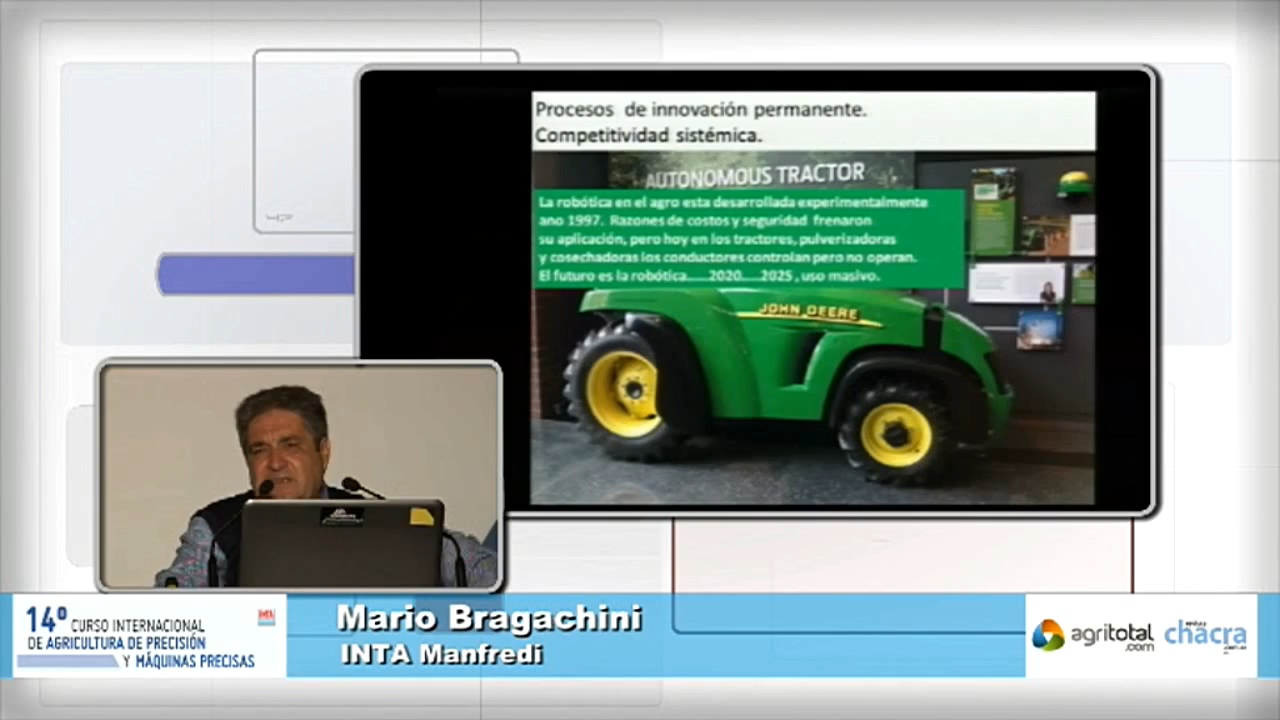 Procesos de innovación permanente.
Competitividad sistémica.
AUTONOMOUS TRACTOR
La robótica en el agro esta desarrollada experimentalmente
ano 1997. Razones de costos y seguridad frenaron
su aplicación, pero hoy en los tractores, pulverizadoras
y cosechadoras los conductores controlan pero no operan.
El futuro es la robótica.....2020.....2025, uso masivo.
JOHN DEERE
14º CURSO INTERNACIONAL
DE AGRICULTURA DE PRECISIÓN
Y MÁQUINAS PRECISAS
INTA
Mario Bragachini
INTA Manfredi
agritotal
.com
chacra